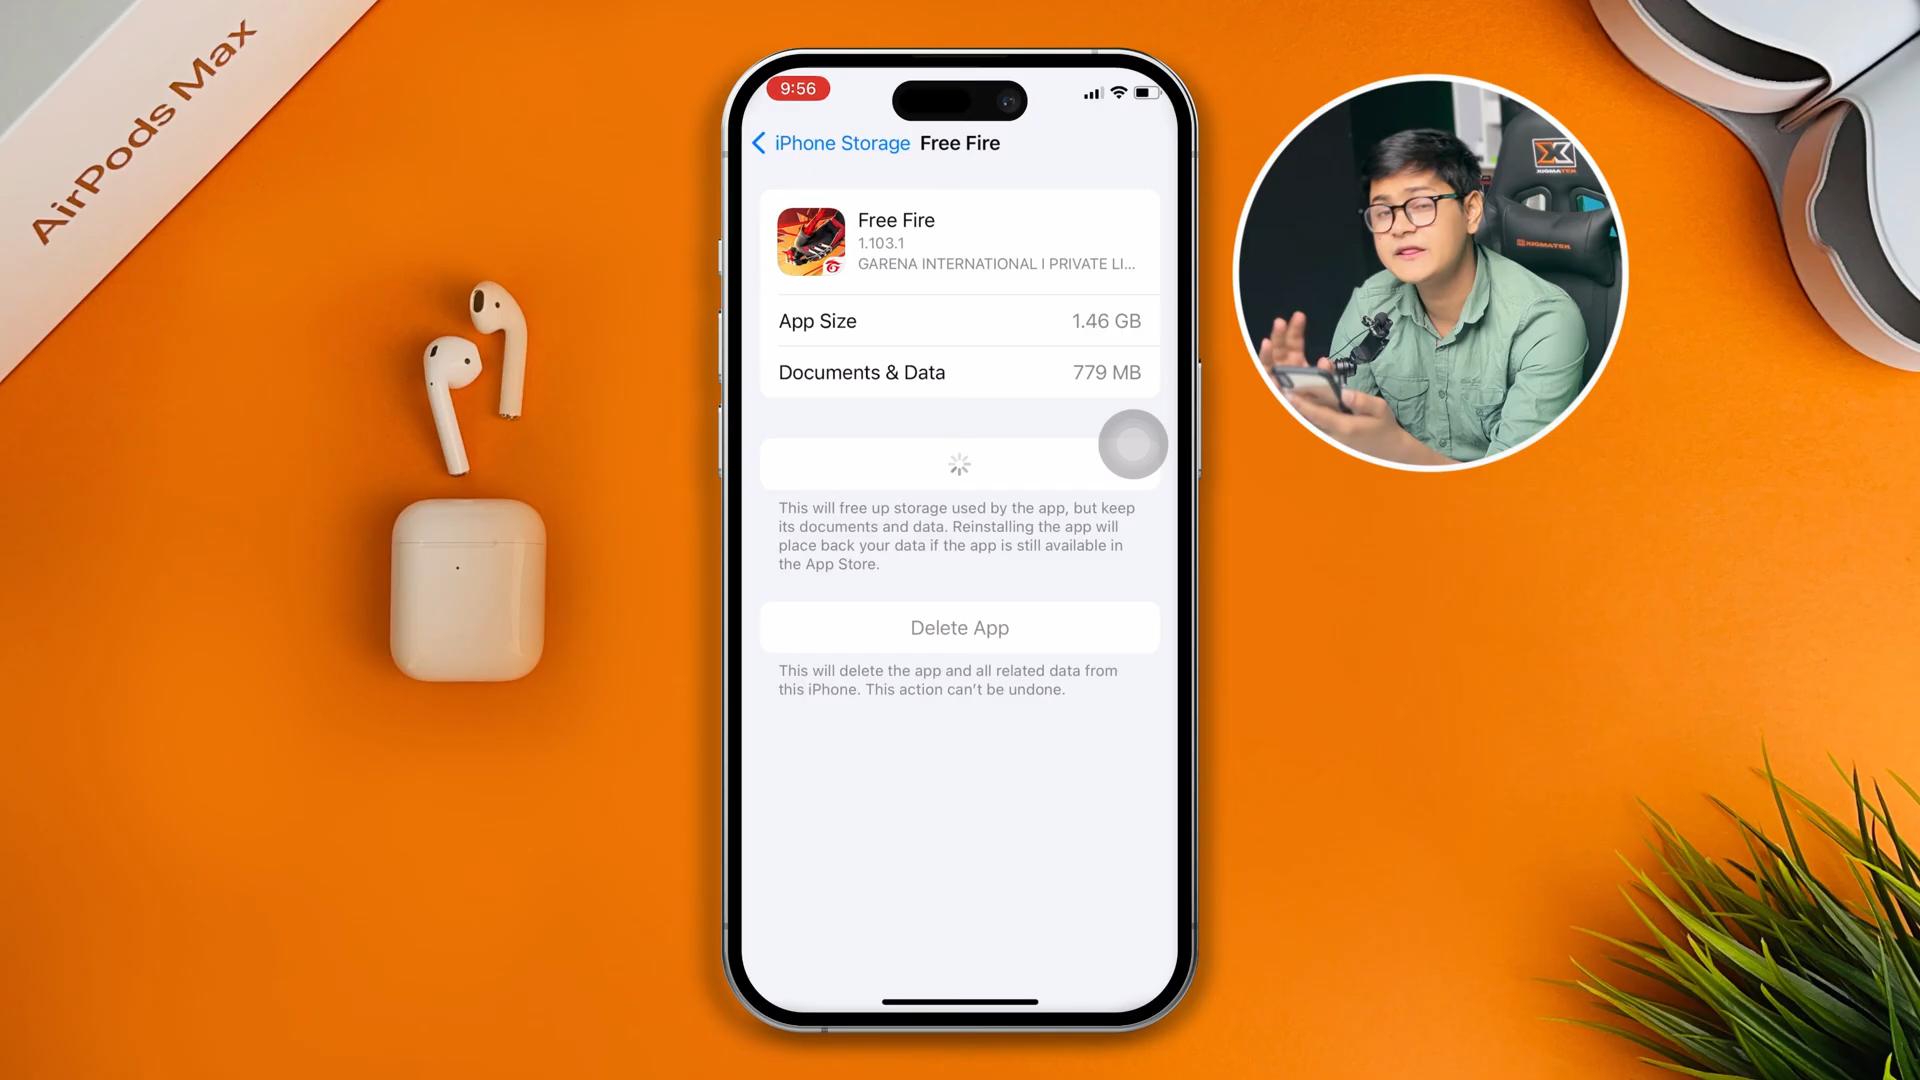 AirPods Max
9:56
iPhone Storage Free Fire
Free Fire
1.103.1
GARENA INTERNATIONAL I PRIVATE LI...
App Size 1.46 GB
Documents & Data 779 MB
This will free up storage used by the app, but keep
its documents and data. Reinstalling the app will
place back your data if the app is still available in
the App Store.
Delete App
This will delete the app and all related data from
this iPhone. This action can’t be undone.
XIGMATEK
XIGMATEK